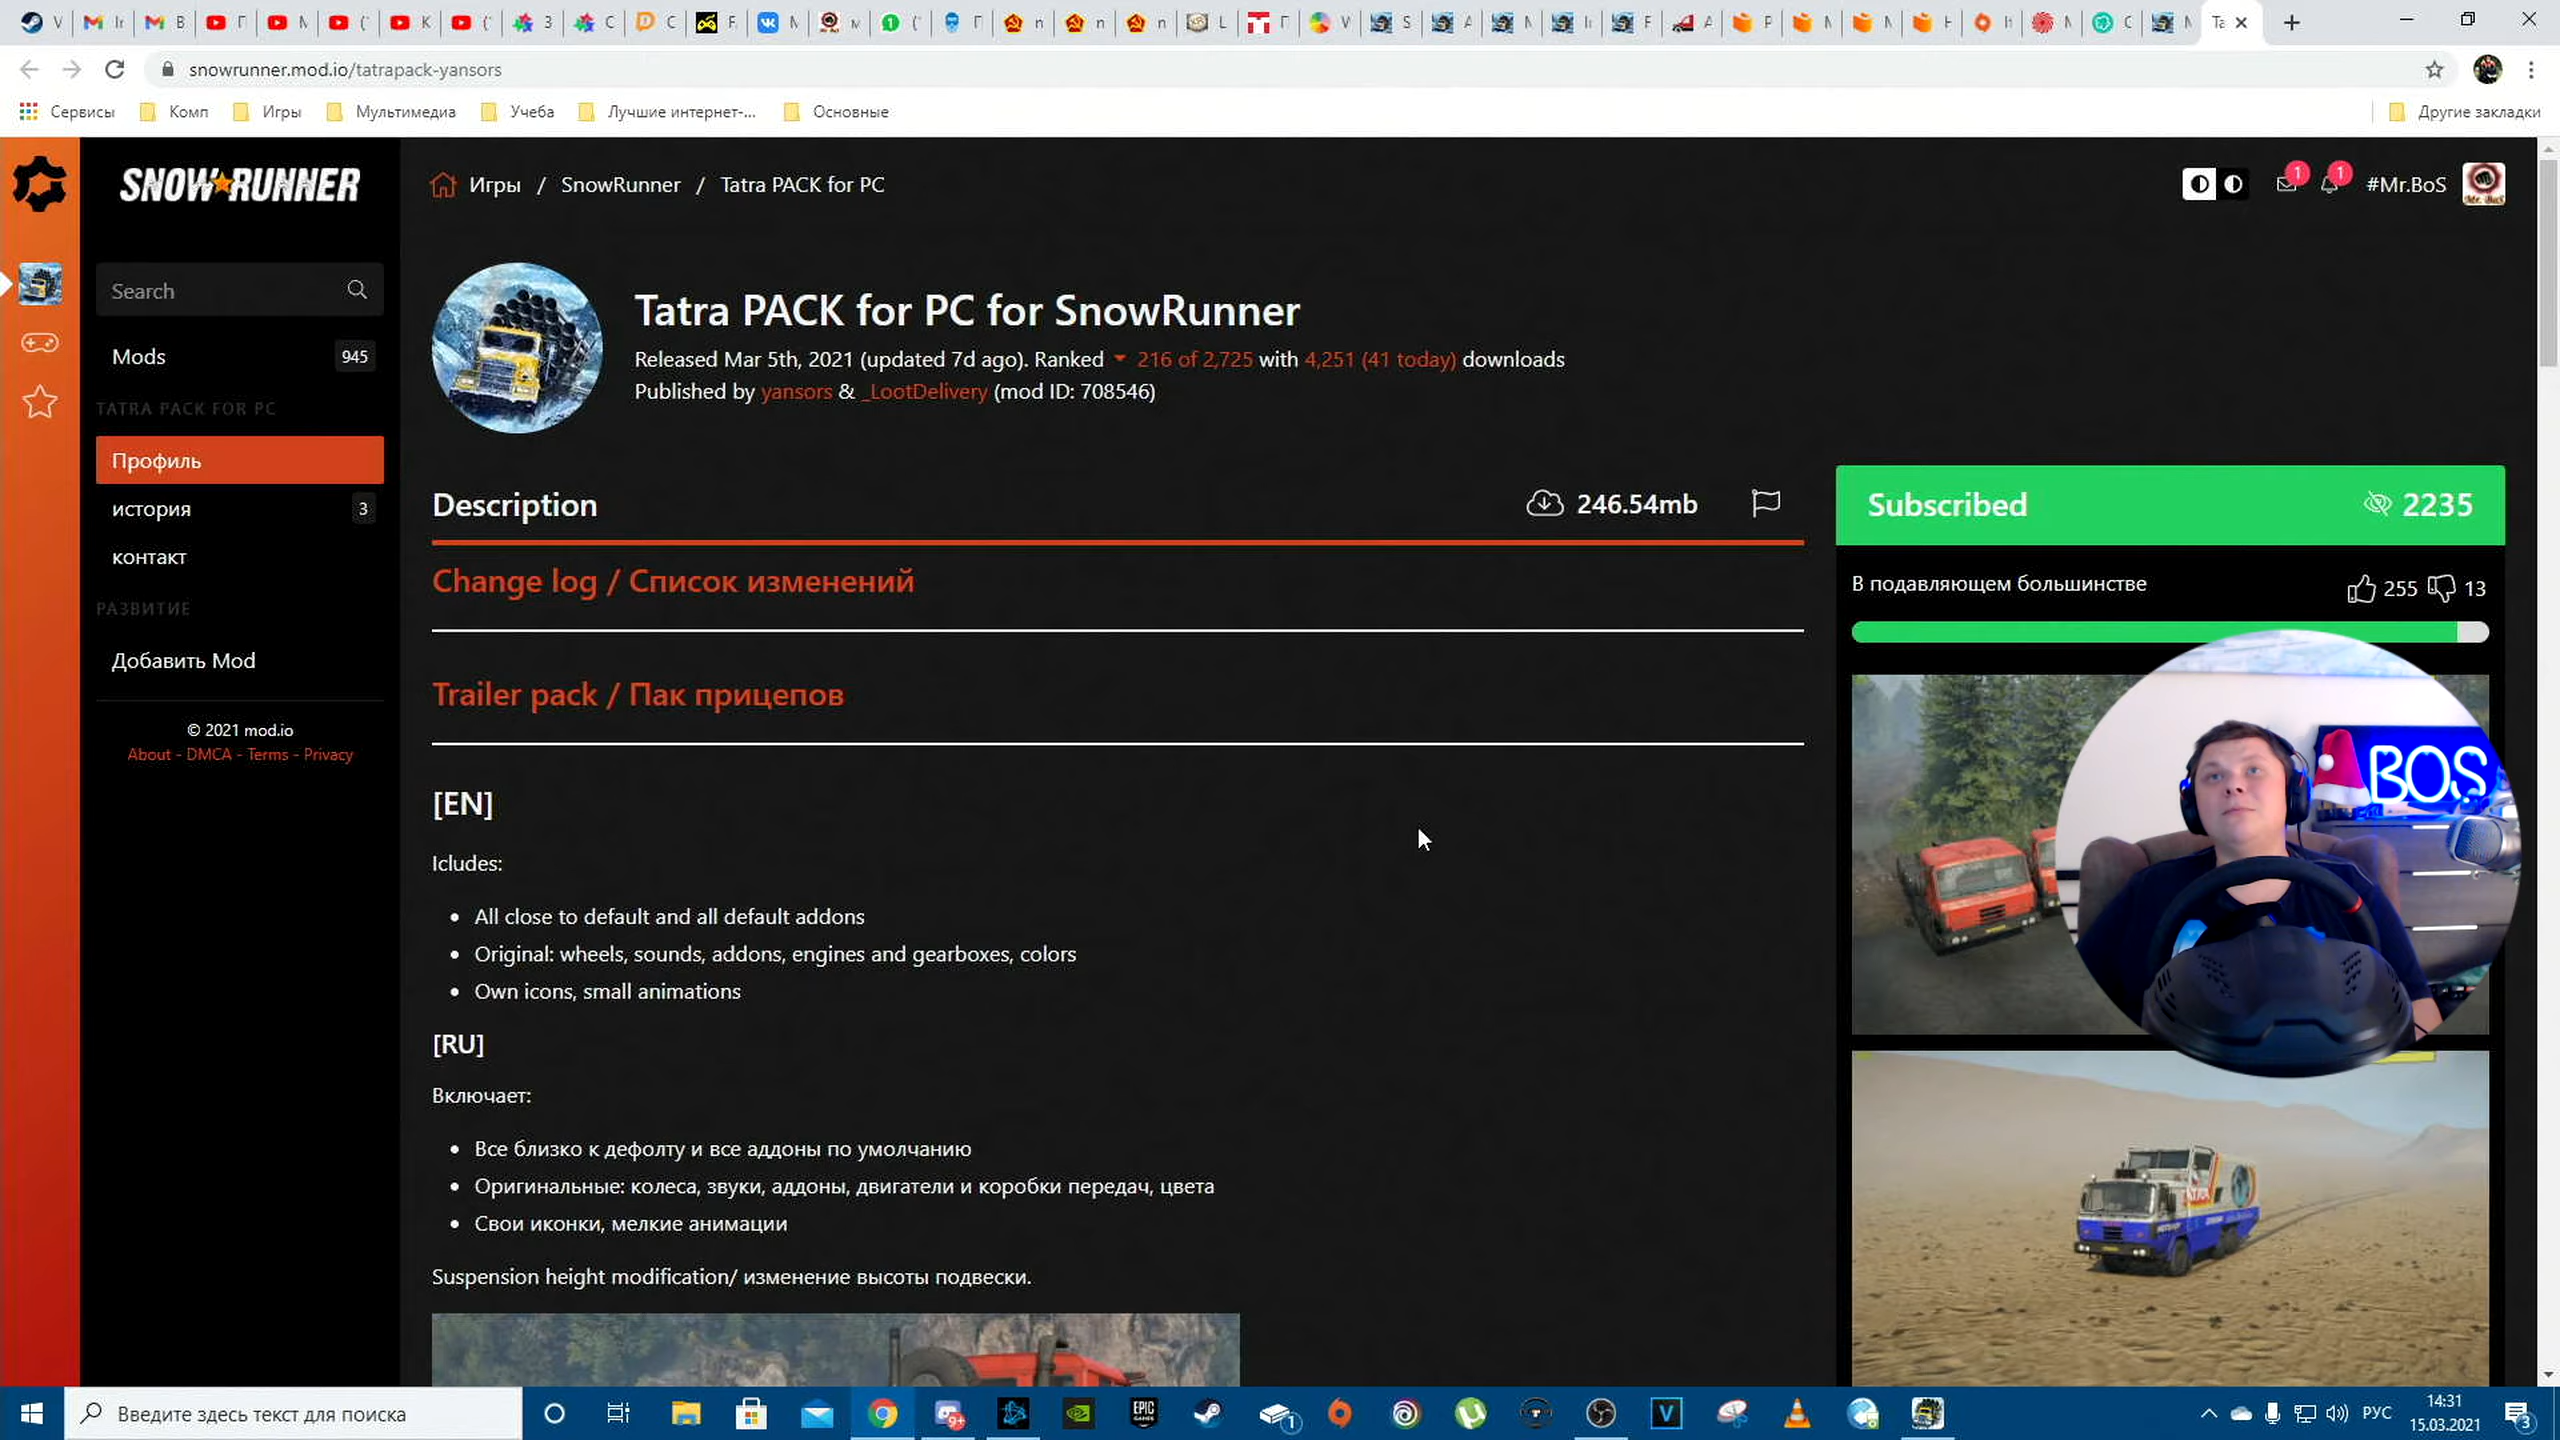 snowrunner.mod.io/tatrapack-yansors
Сервисы Комп Игры Мультимедиа Учеба Лучшие интернет-... Основные Другие закладки
SNOWRUNNER
Игры / SnowRunner / Tatra PACK for PC
1 1 #Mr.BoS
Search
Mods 945
TATRA PACK FOR PC
Профиль
история 3
контакт
РАЗВИТИЕ
Добавить Mod
© 2021 mod.io
About - DMCA - Terms - Privacy
Tatra PACK for PC for SnowRunner
Released Mar 5th, 2021 (updated 7d ago). Ranked 216 of 2,725 with 4,251 (41 today) downloads
Published by yansors & _LootDelivery (mod ID: 708546)
Description 246.54mb
Change log / Список изменений
Trailer pack / Пак прицепов
[EN]
Icludes:
• All close to default and all default addons
• Original: wheels, sounds, addons, engines and gearboxes, colors
• Own icons, small animations
[RU]
Включает:
• Все близко к дефолту и все аддоны по умолчанию
• Оригинальные: колеса, звуки, аддоны, двигатели и коробки передач, цвета
• Свои иконки, мелкие анимации
Suspension height modification/ изменение высоты подвески.
Subscribed 2235
В подавляющем большинстве 255 13
BOS
Введите здесь текст для поиска
EPIC GAMES
РУС
14:31
15.03.2021
3